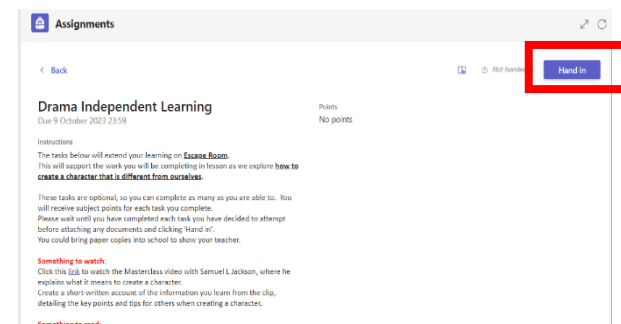 Assignments
Back
Not hande
Hand in
Drama Independent Learning
Due 9 October 2023 23:59
Points
No points
Instructions
The tasks below will extend your learning on Escape Room.
This will support the work you will be completing in lesson as we explore how to
create a character that is different from ourselves.
These tasks are optional, so you can complete as many as you are able to. You
will receive subject points for each task you complete.
Please wait until you have completed each task you have decided to attempt
before attaching any documents and clicking 'Hand in'.
You could bring paper copies into school to show your teacher.
Something to watch:
Click this link to watch the Masterclass video with Samuel L Jackson, where he
explains what it means to create a character.
Create a short-written account of the information you learn from the clip,
detailing the key points and tips for others when creating a character.
Something to read: